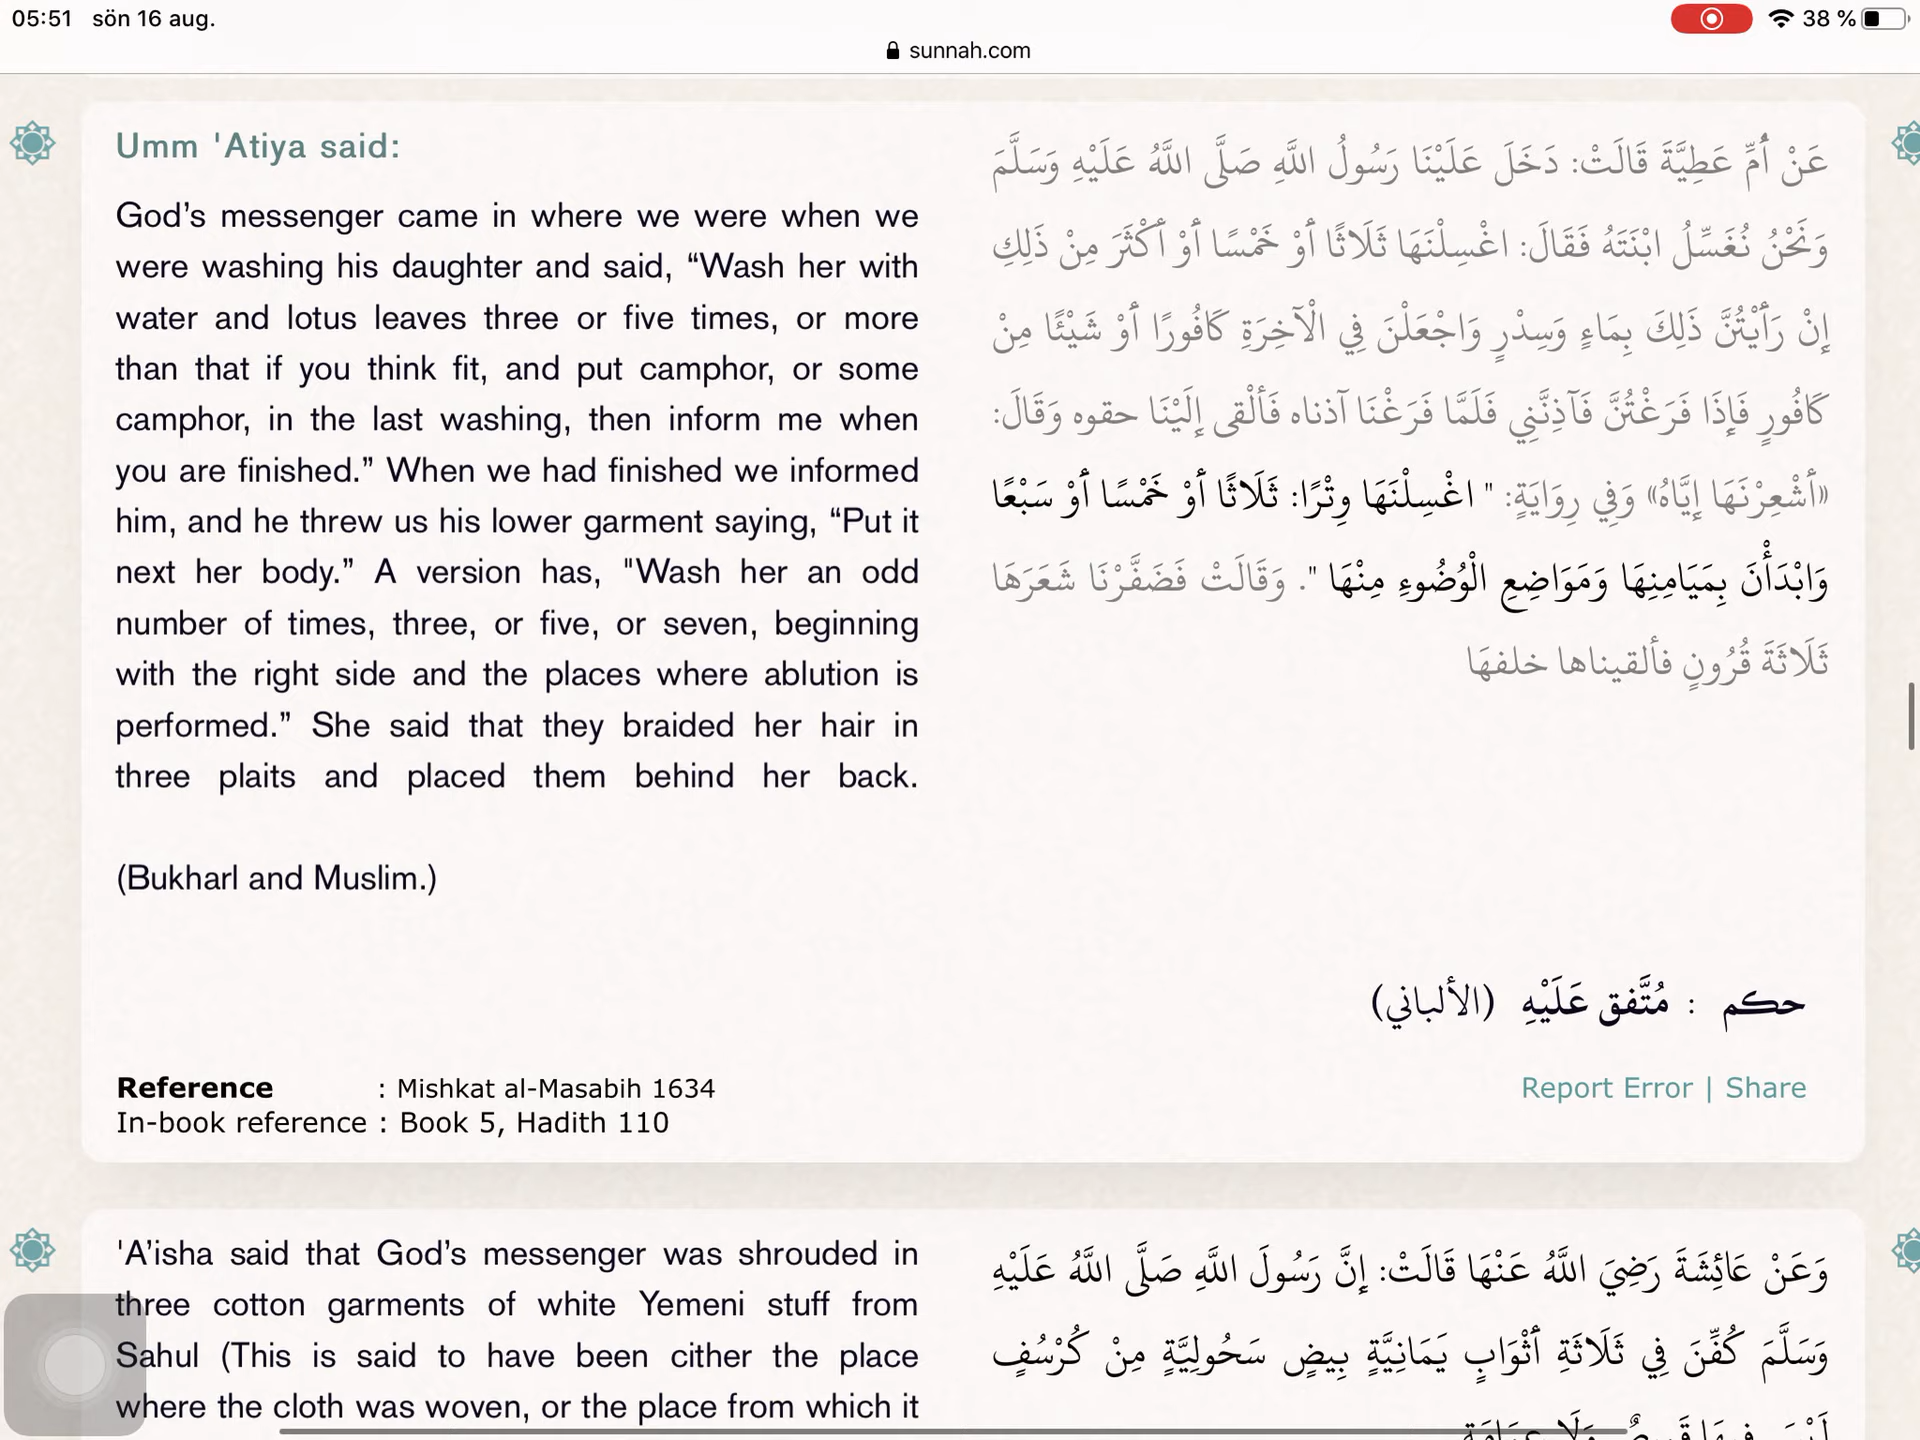 05:51 sön 16 aug.
38 %
sunnah.com
Umm 'Atiya said:
God’s messenger came in where we were when we
were washing his daughter and said, “Wash her with
water and lotus leaves three or five times, or more
than that if you think fit, and put camphor, or some
camphor, in the last washing, then inform me when
you are finished.” When we had finished we informed
him, and he threw us his lower garment saying, “Put it
next her body.” A version has, "Wash her an odd
number of times, three, or five, or seven, beginning
with the right side and the places where ablution is
performed.” She said that they braided her hair in
three plaits and placed them behind her back.
(Bukharl and Muslim.)
عَنْ أُمِّ عَطِيَّةَ قَالَتْ: دَخَلَ عَلَيْنَا رَسُولُ اللَّهِ صَلَّى اللَّهُ عَلَيْهِ وَسَلَّمَ
وَنَحْنُ نُغَسِّلُ ابْنَتَهُ فَقَالَ: اغْسِلْنَهَا ثَلَاثًا أَوْ خَمْسًا أَوْ أَكْثَرَ مِنْ ذَلِكِ
إِنْ رَأَيْتُنَّ ذَلِكَ بِمَاءٍ وَسِدْرٍ وَاجْعَلْنَ فِي الْآخِرَةِ كَافُورًا أَوْ شَيْئًا مِنْ
كَافُورٍ فَإِذَا فَرَغْتُنَّ فَآذِنَّنِي فَلَمَّا فَرَغْنَا آذناه فَأَلْقى إِلَيْنَا حقوه وَقَالَ:
«أَشْعِرْنَهَا إِيَّاهُ» وَفِي رِوَايَةٍ: " اغْسِلْنَهَا وِتْرًا: ثَلَاثًا أَوْ خَمْسًا أَوْ سَبْعًا
وَابْدَأْنَ بِمَيَامِنِهَا وَمَوَاضِعِ الْوُضُوءِ مِنْهَا ". وَقَالَتْ فَضَفَّرْنَا شَعَرَهَا
ثَلَاثَةَ قُرُونٍ فألقيناها خلفهَا
حكم : مُتَّفق عَلَيْهِ (الألباني)
Reference : Mishkat al-Masabih 1634
In-book reference : Book 5, Hadith 110
Report Error | Share
'A’isha said that God’s messenger was shrouded in
three cotton garments of white Yemeni stuff from
Sahul (This is said to have been cither the place
where the cloth was woven, or the place from which it
وَعَنْ عَائِشَةَ رَضِيَ اللَّهُ عَنْهَا قَالَتْ: إِنَّ رَسُولَ اللَّهِ صَلَّى اللَّهُ عَلَيْهِ
وَسَلَّمَ كُفِّنَ فِي ثَلَاثَةِ أَثْوَابٍ يَمَانِيَّةٍ بِيضٍ سَحُولِيَّةٍ مِنْ كُرْسُفٍ